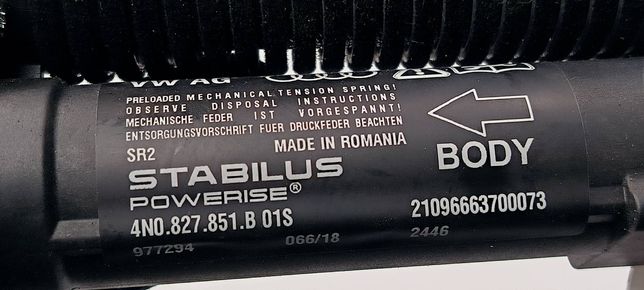 VW AG
PRELOADED MECHANICAL TENSION SPRING!
OBSERVE DISPOSAL INSTRUCTIONS
MECHANISCHE FEDER IST VORGESPANNT!
ENTSORGUNGSVORSCHRIFT FUER DRUCKFEDER BEACHTEN
SR2 MADE IN ROMANIA
BODY
STABILUS
POWERISE®
4N0.827.851.B 01S 21096663700073
977294 066/18 2446